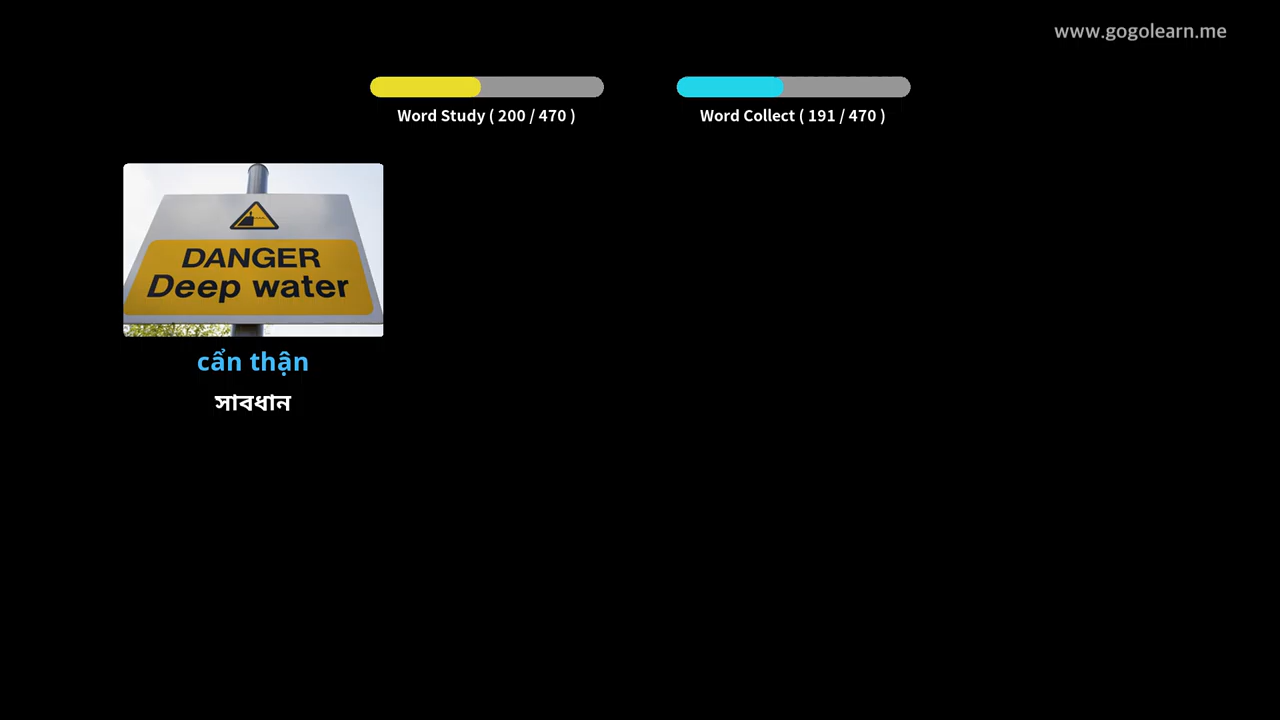 www.gogolearn.me
Word Study ( 200 / 470 )
Word Collect ( 191 / 470 )
DANGER
Deep water
cẩn thận
সাবধান